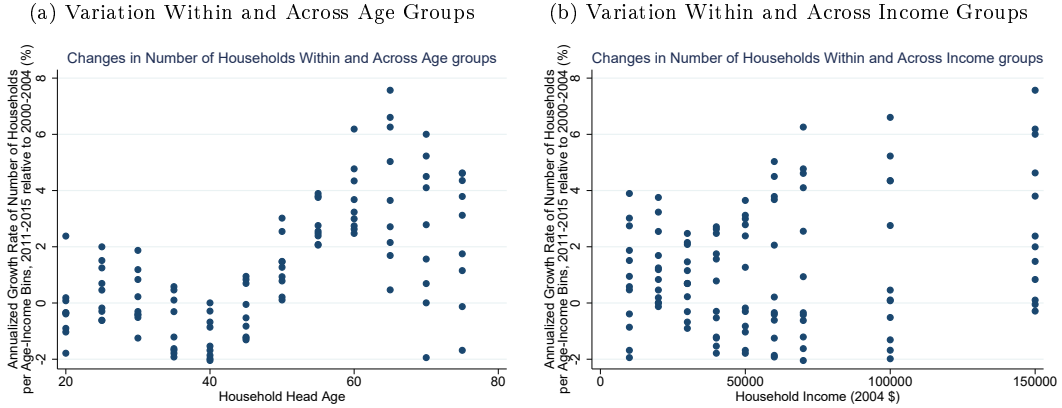 (a) Variation Within and Across Age Groups
Changes in Number of Households Within and Across Age groups
Annualized Growth Rate of Number of Households
per Age-Income Bins, 2011-2015 relative to 2000-2004 (%)
8
6
4
2
0
-2
20
40
60
80
Household Head Age
(b) Variation Within and Across Income Groups
Changes in Number of Households Within and Across Income groups
Annualized Growth Rate of Number of Households
per Age-Income Bins, 2011-2015 relative to 2000-2004 (%)
8
6
4
2
0
-2
0
50000
100000
150000
Household Income (2004 $)